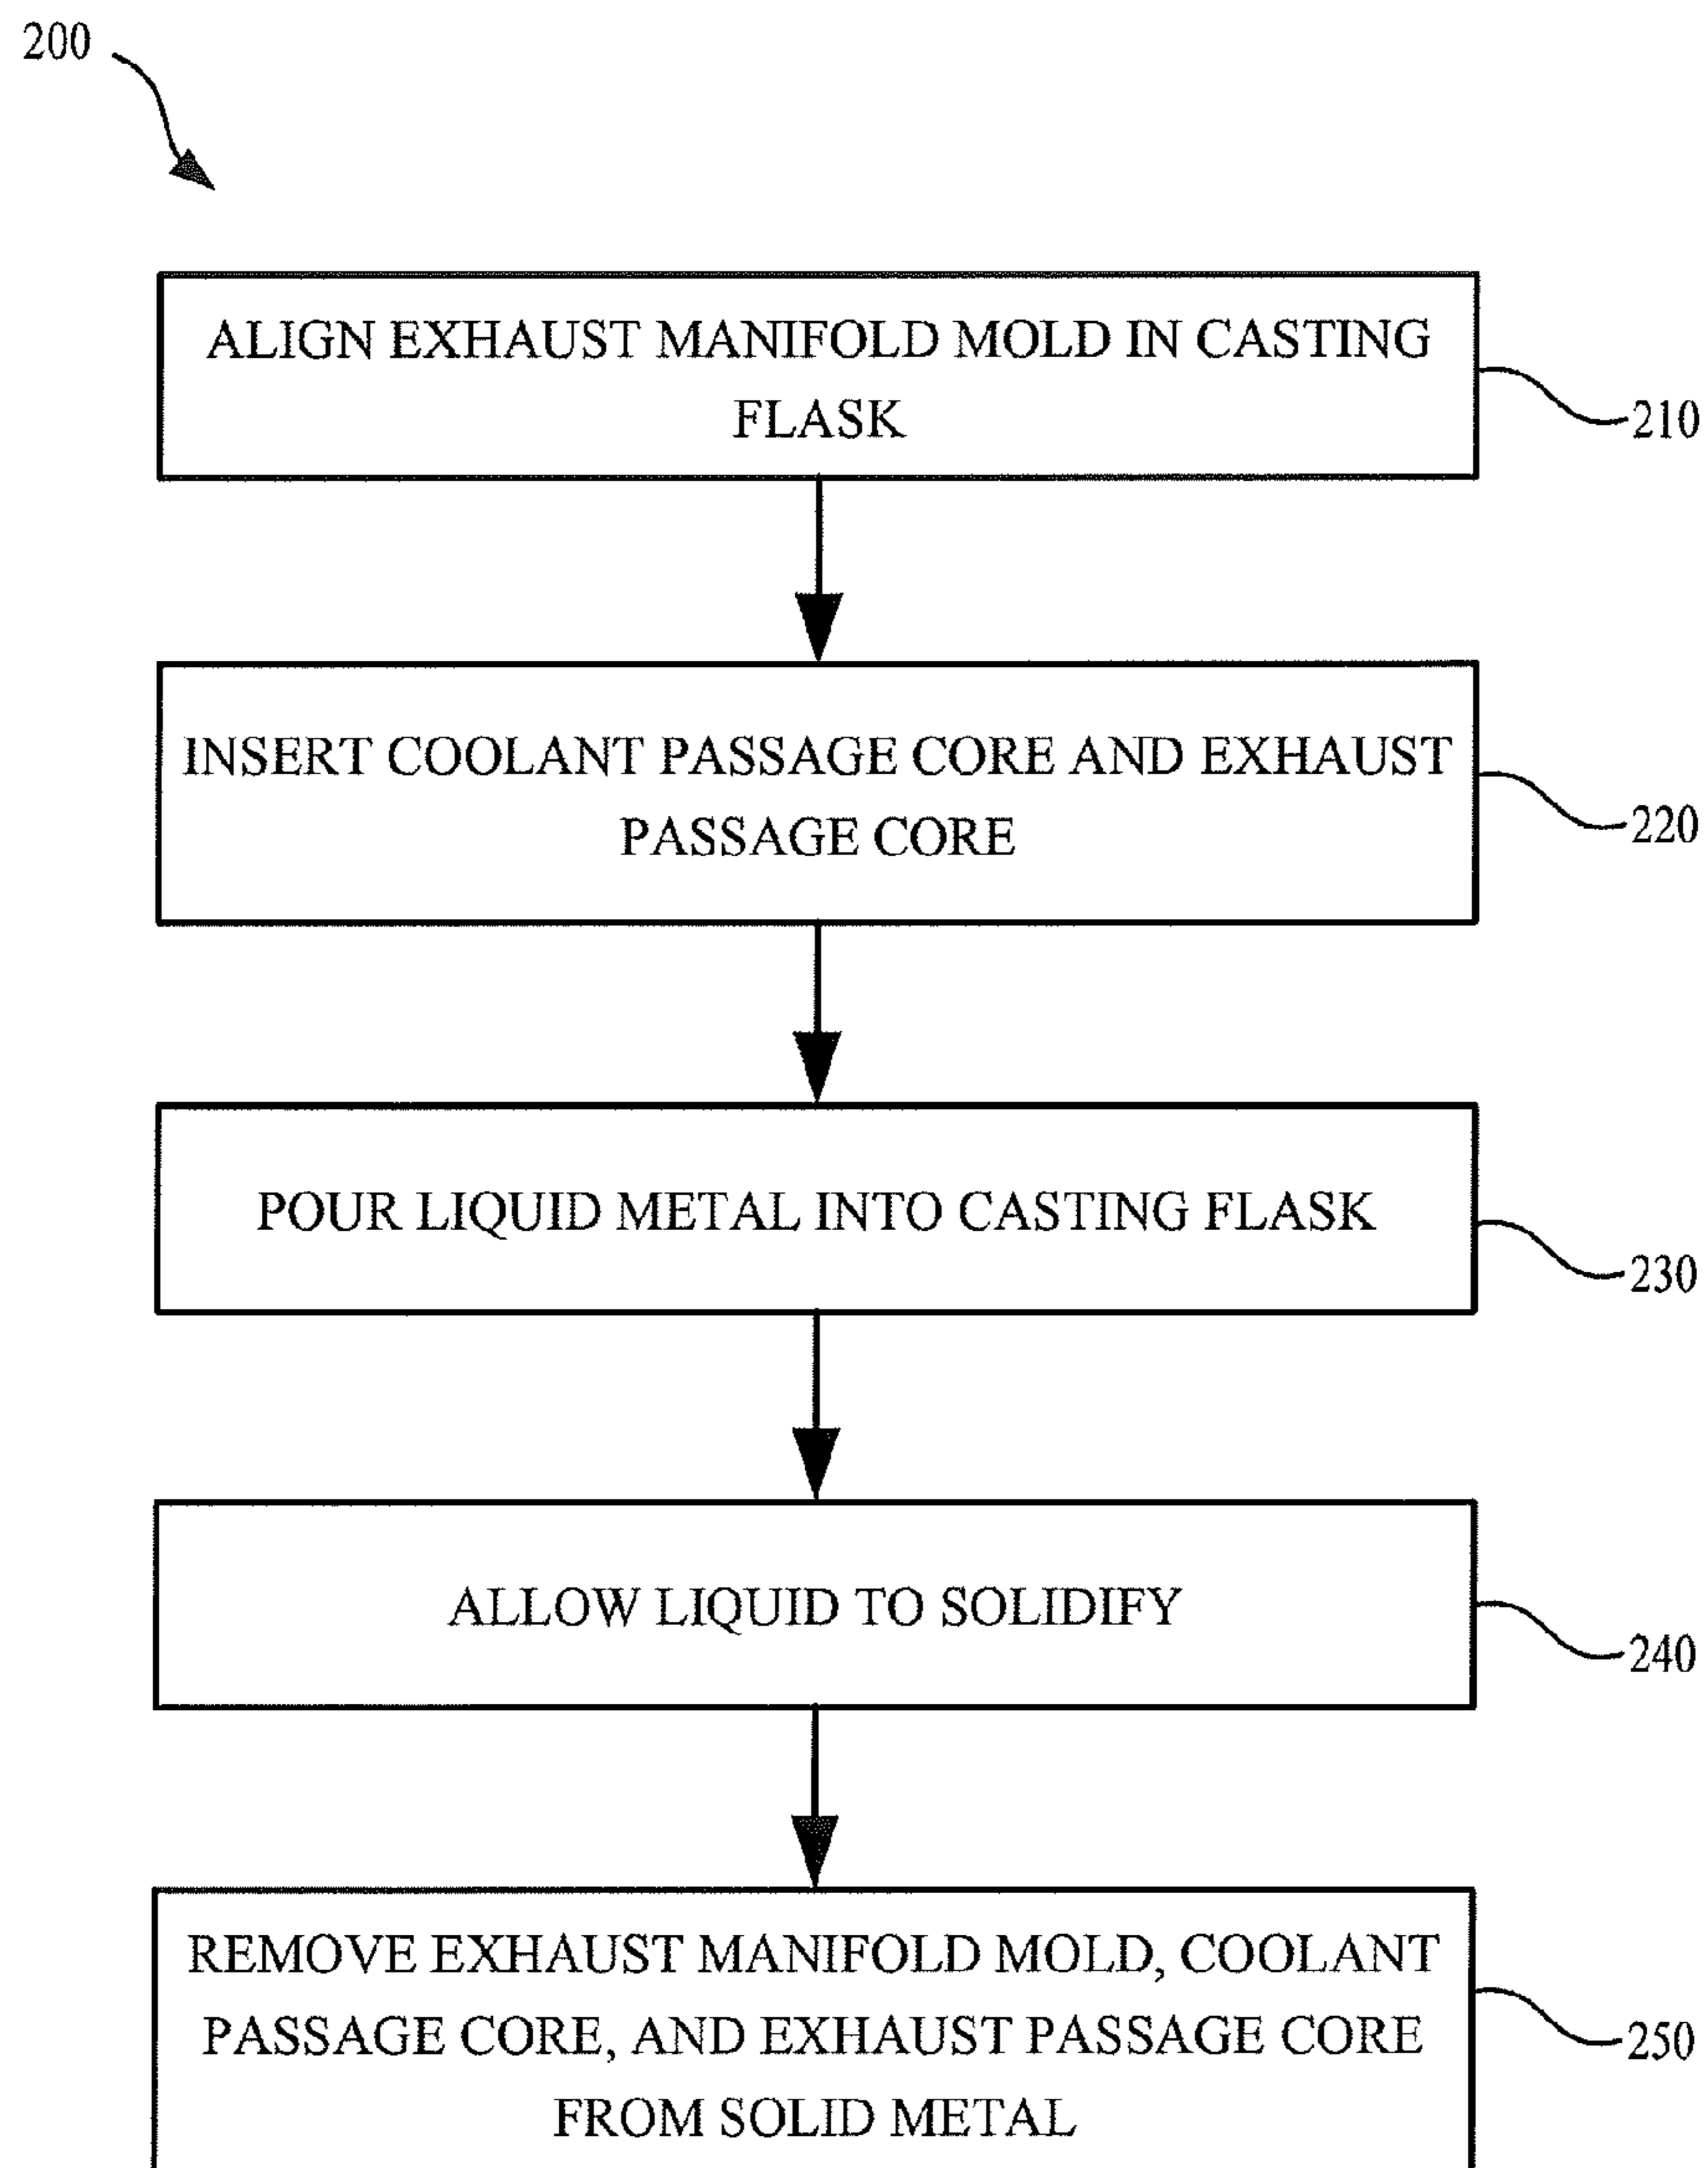 200
ALIGN EXHAUST MANIFOLD MOLD IN CASTING
FLASK
210
INSERT COOLANT PASSAGE CORE AND EXHAUST
PASSAGE CORE
220
POUR LIQUID METAL INTO CASTING FLASK
230
ALLOW LIQUID TO SOLIDIFY
240
REMOVE EXHAUST MANIFOLD MOLD, COOLANT
PASSAGE CORE, AND EXHAUST PASSAGE CORE
FROM SOLID METAL
250